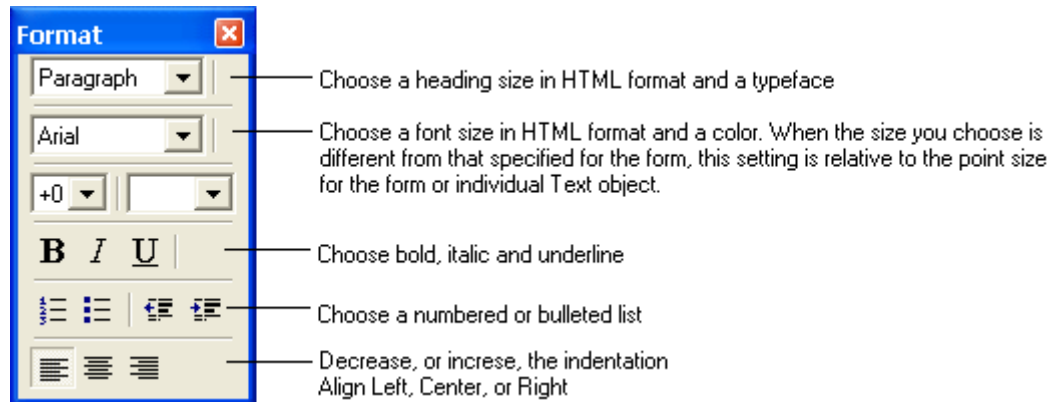 Format
Paragraph
Choose a heading size in HTML format and a typeface
Arial
Choose a font size in HTML format and a color. When the size you choose is
different from that specified for the form, this setting is relative to the point size
for the form or individual Text object.
+0
B I U
Choose bold, italic and underline
Choose a numbered or bulleted list
Decrease, or increse, the indentation
Align Left, Center, or Right